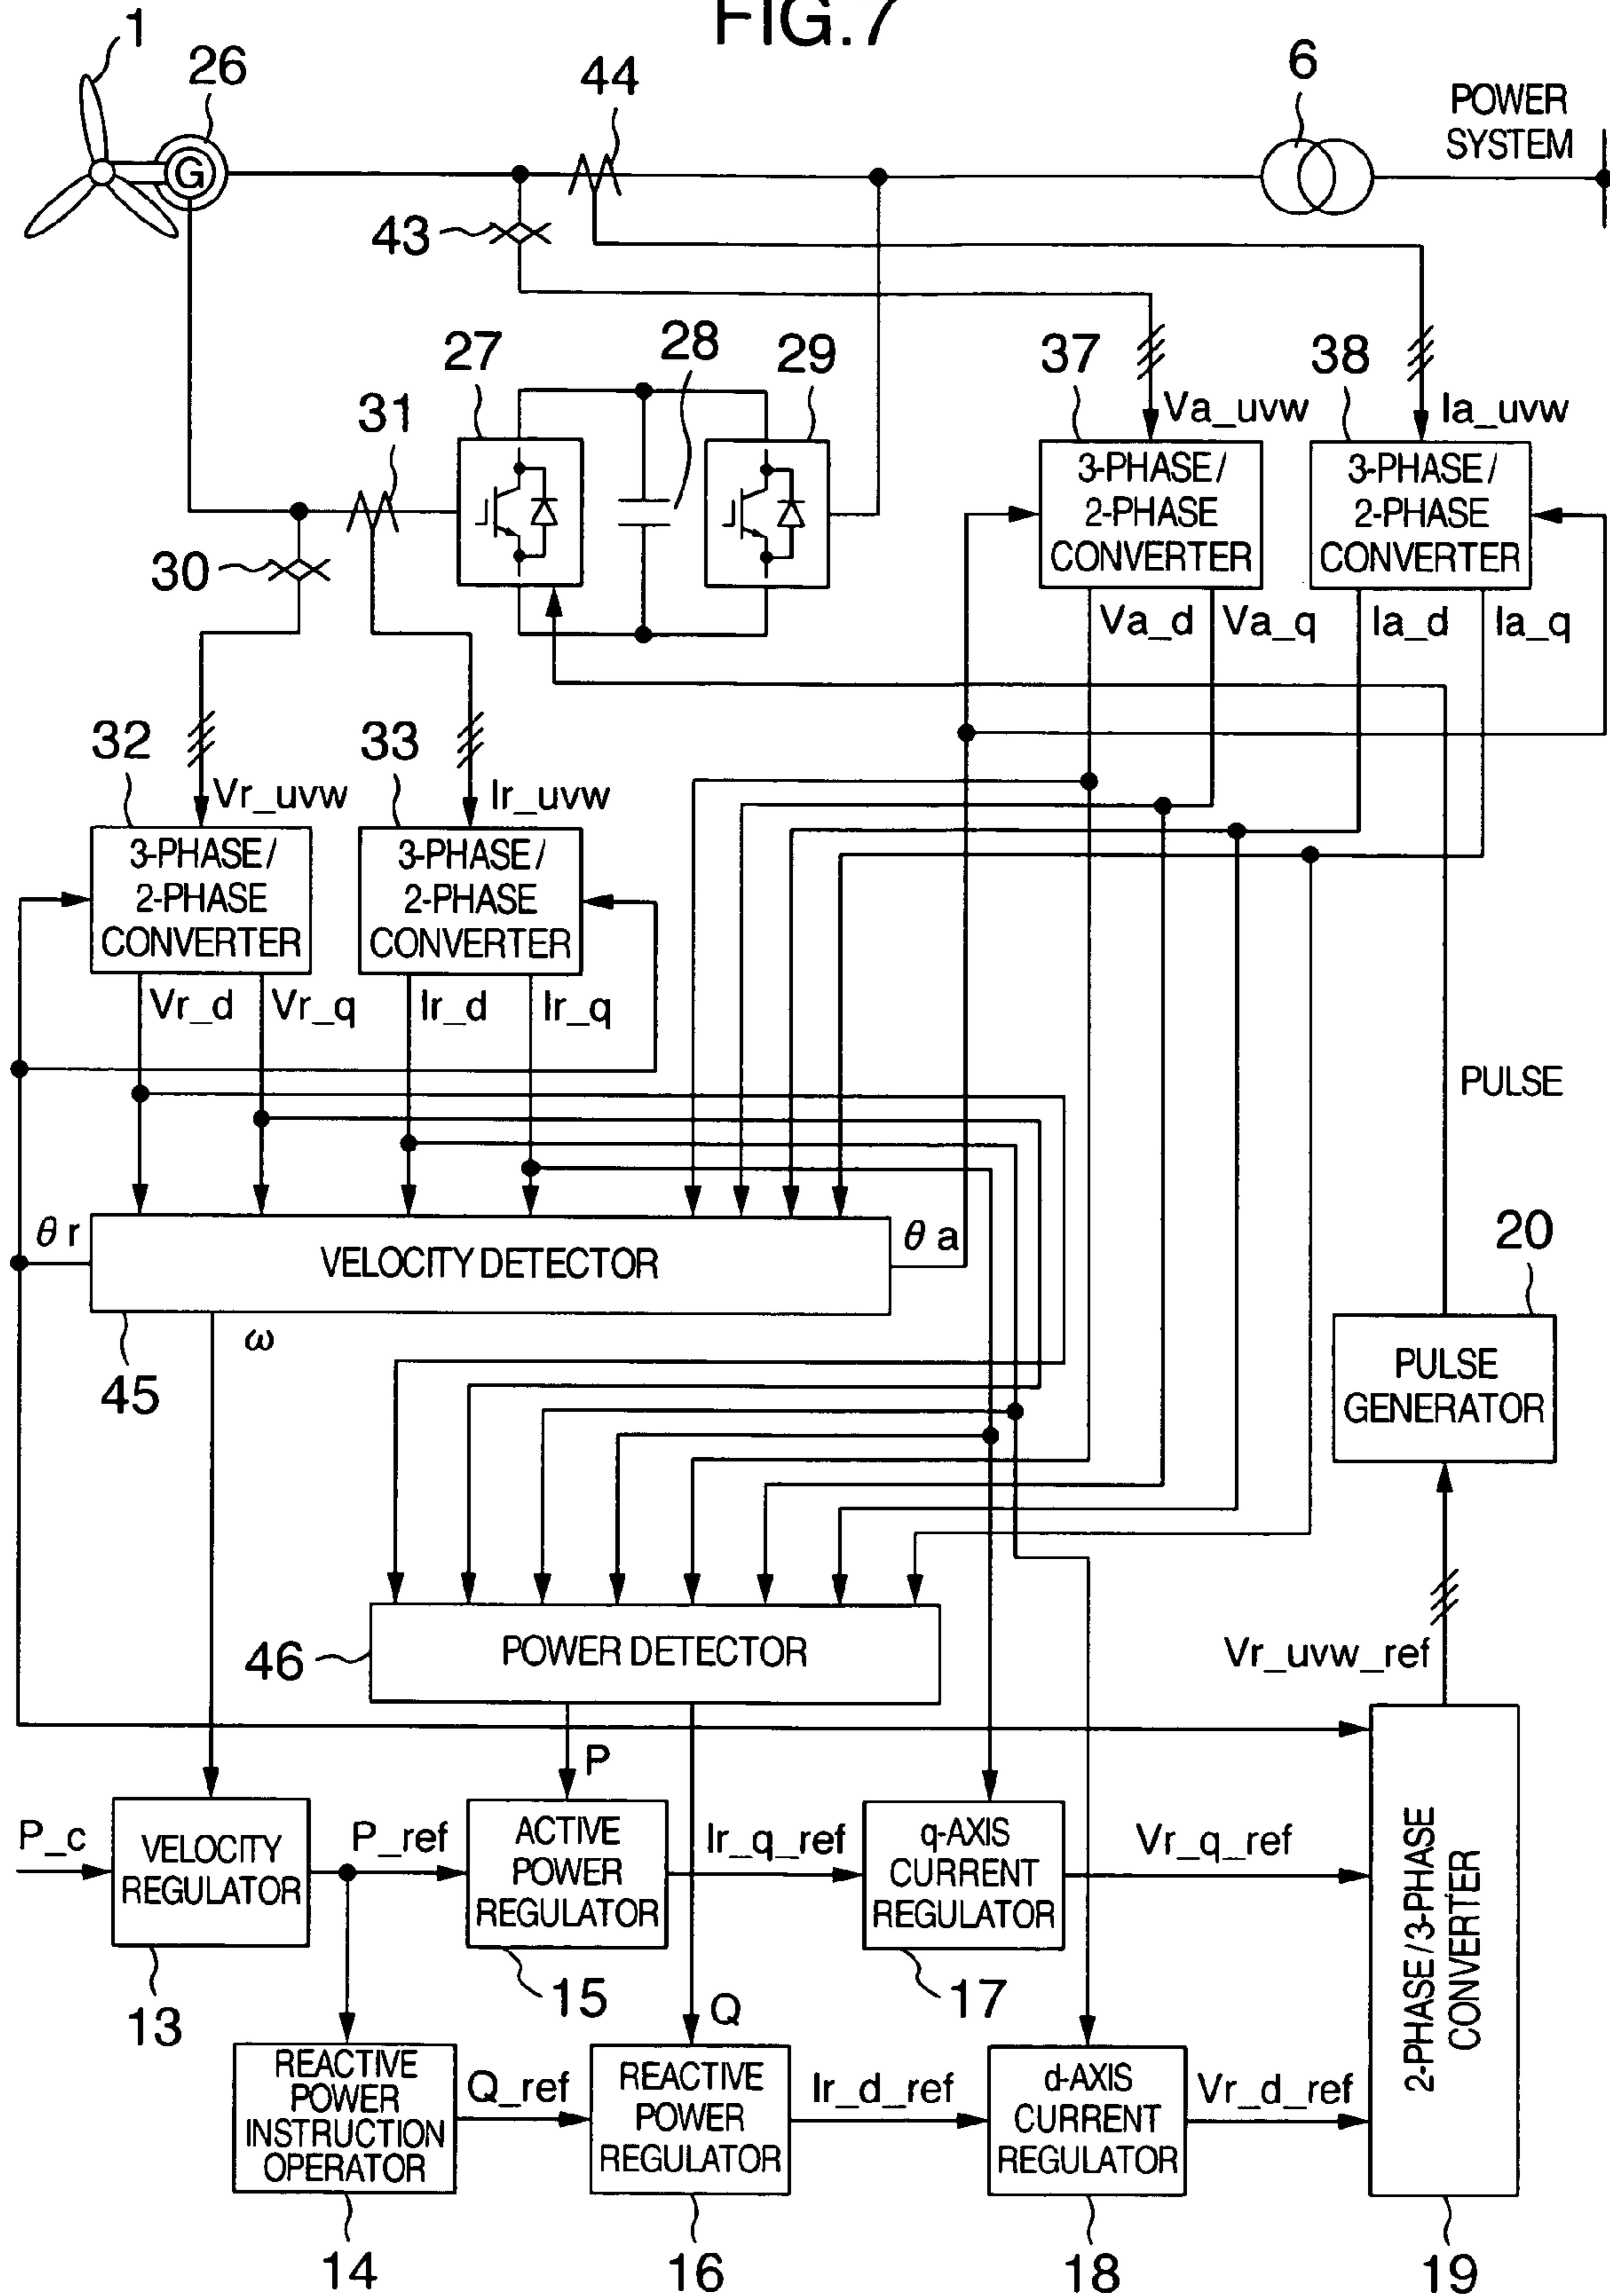 FIG.7
1
26
44
6
POWER
SYSTEM
G
43
27
28
29
37
38
31
Va_uvw
Ia_uvw
3-PHASE/
2-PHASE
CONVERTER
3-PHASE/
2-PHASE
CONVERTER
30
Va_d
Va_q
Ia_d
Ia_q
32
33
Vr_uvw
Ir_uvw
3-PHASE/
2-PHASE
CONVERTER
3-PHASE/
2-PHASE
CONVERTER
Vr_d
Vr_q
Ir_d
Ir_q
PULSE
θ r
VELOCITY DETECTOR
θ a
20
45
ω
PULSE
GENERATOR
46
POWER DETECTOR
Vr_uvw_ref
P
P_c
VELOCITY
REGULATOR
P_ref
ACTIVE
POWER
REGULATOR
Ir_q_ref
q-AXIS
CURRENT
REGULATOR
Vr_q_ref
2-PHASE/3-PHASE
CONVERTER
13
15
Q
17
REACTIVE
POWER
INSTRUCTION
OPERATOR
Q_ref
REACTIVE
POWER
REGULATOR
Ir_d_ref
d-AXIS
CURRENT
REGULATOR
Vr_d_ref
14
16
18
19